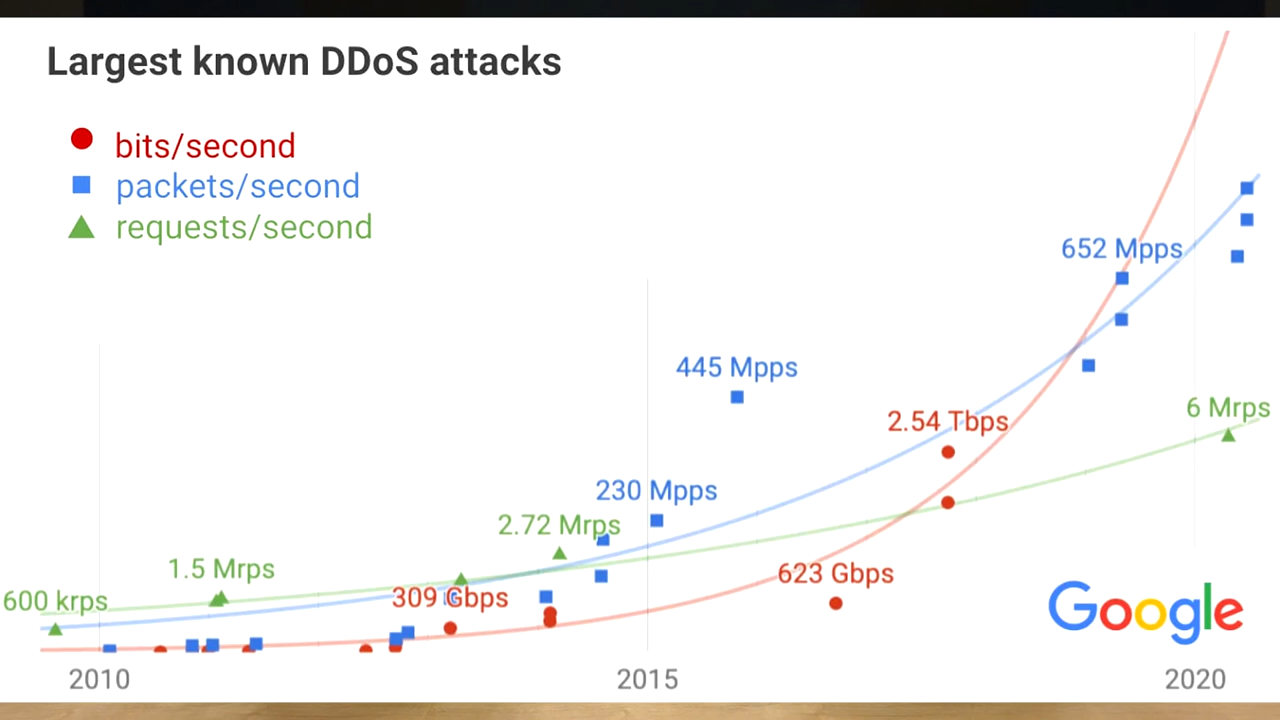 Largest known DDoS attacks
bits/second
packets/second
requests/second
652 Mpps
445 Mpps
6 Mrps
2.54 Tbps
230 Mpps
2.72 Mrps
1.5 Mrps
623 Gbps
600 krps
309 Gbps
Google
2010
2015
2020